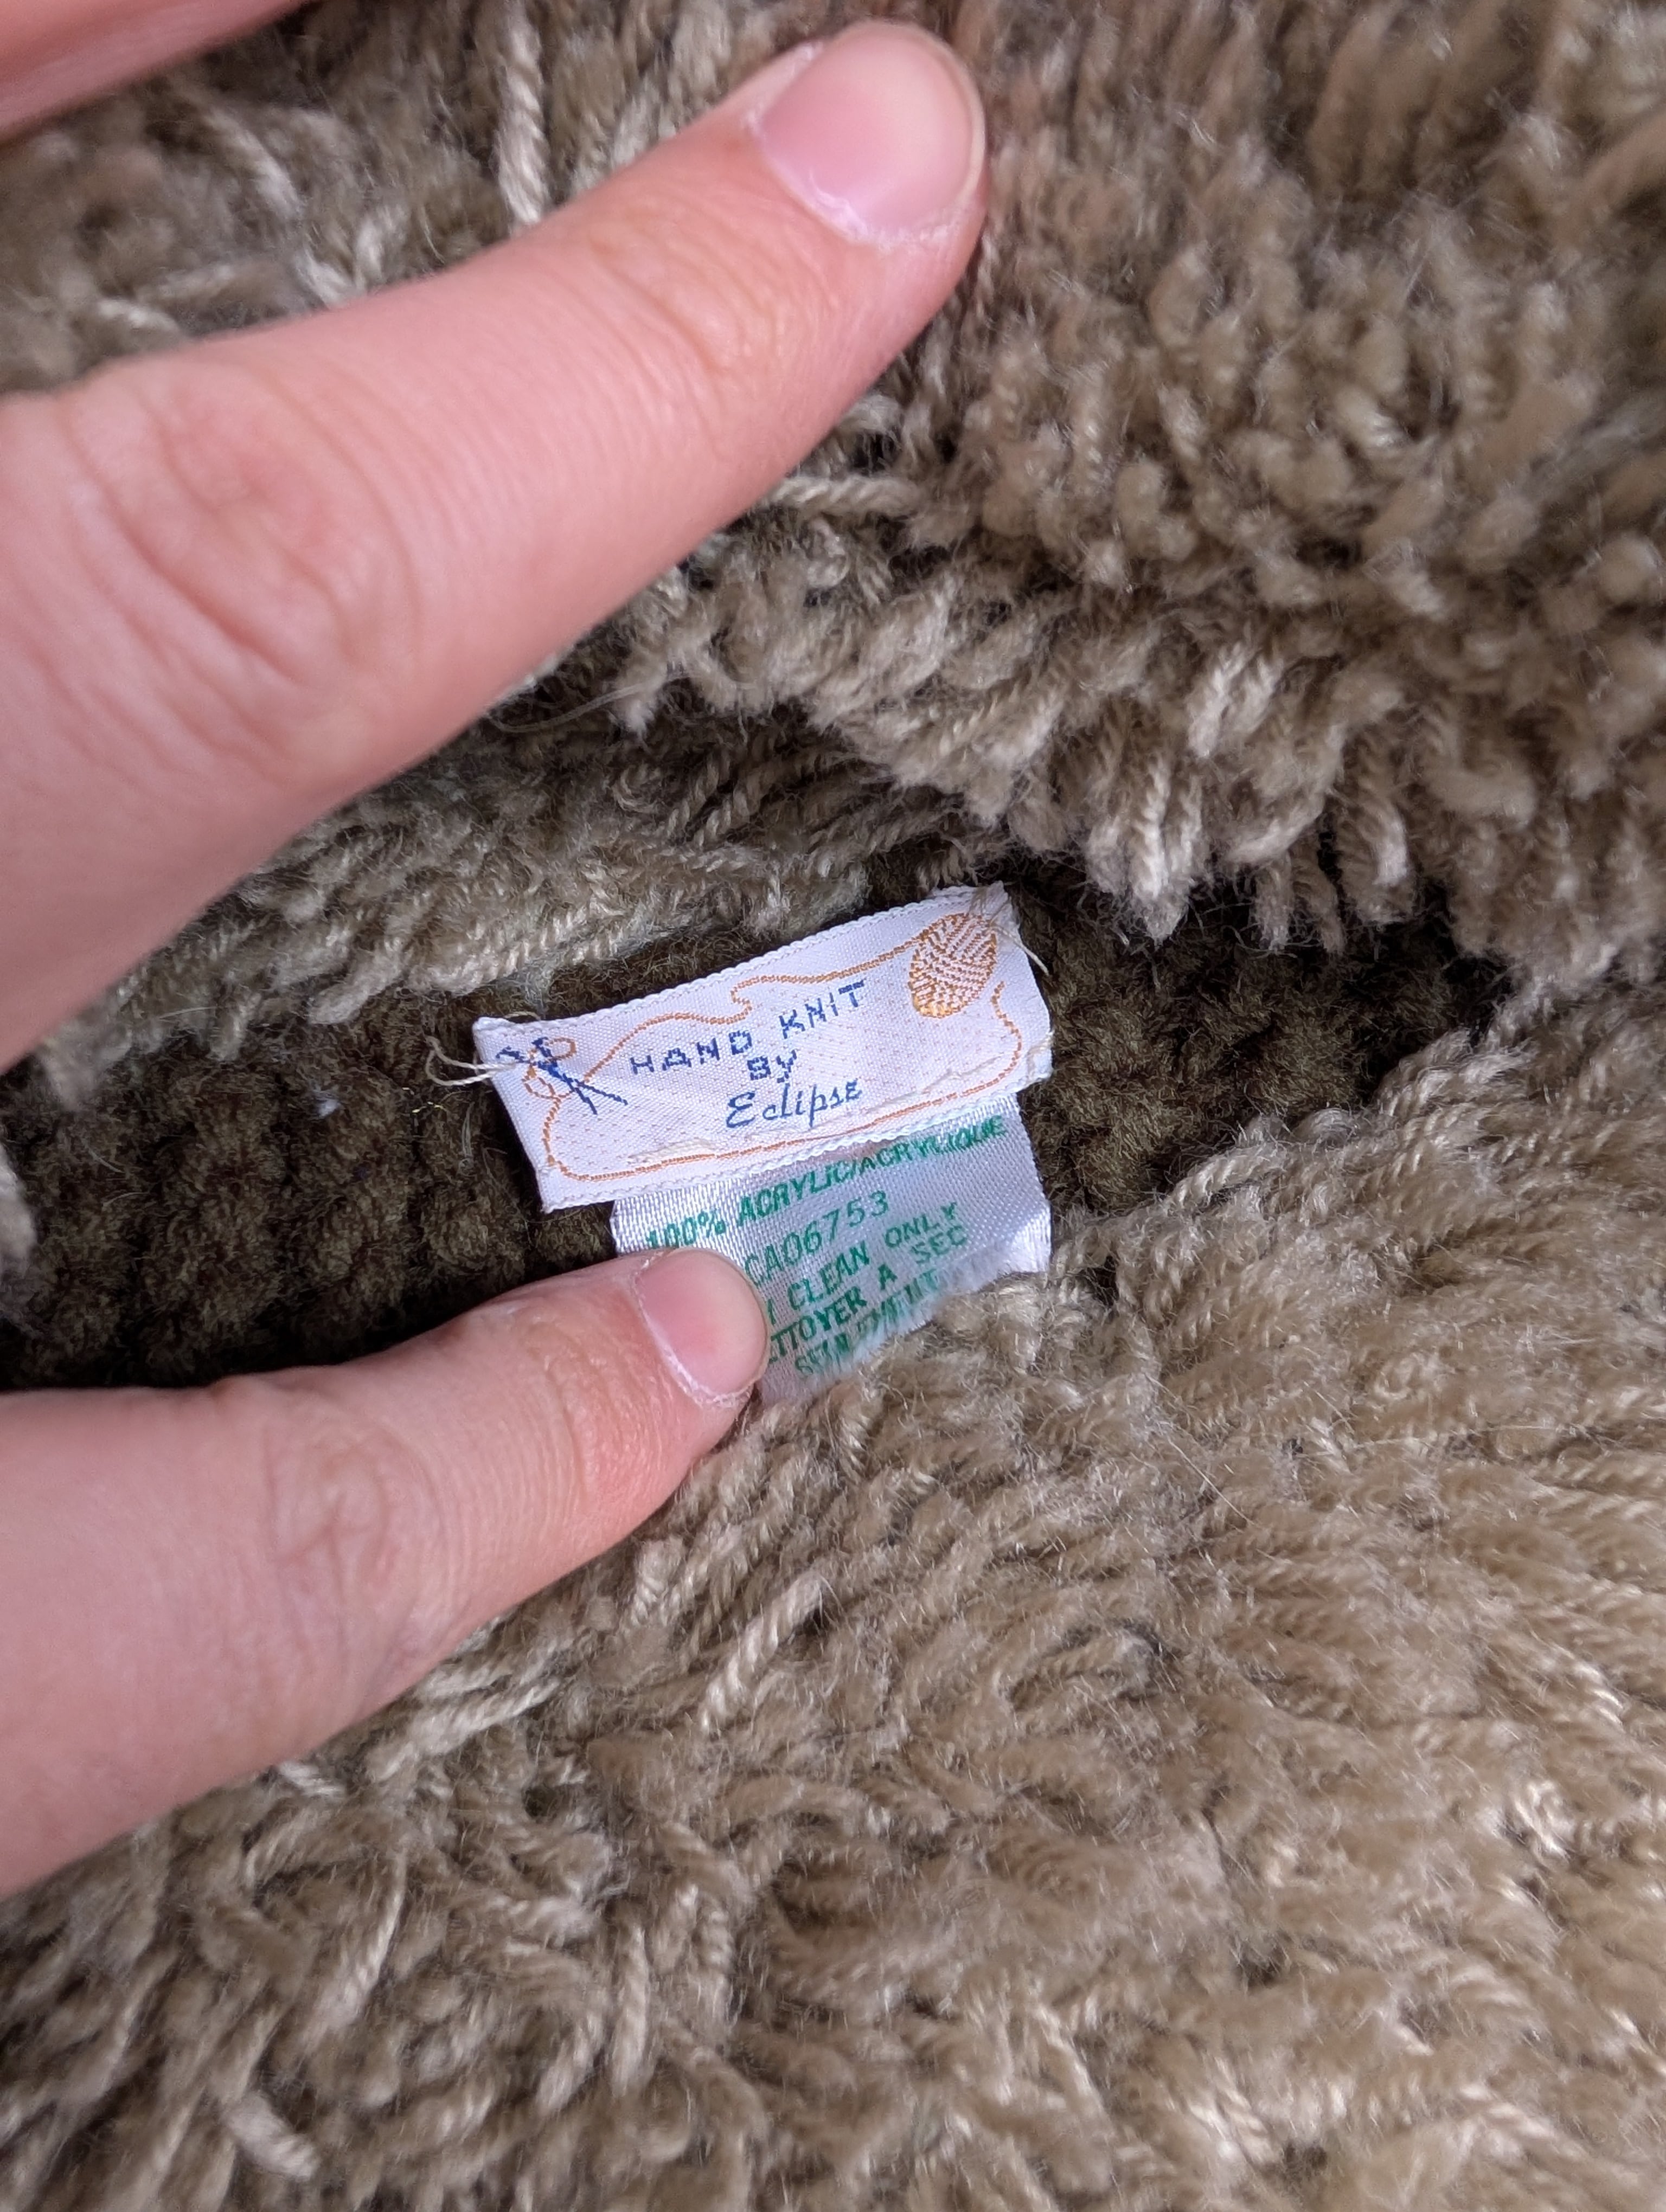 HAND KNIT
BY
Eclipse
100% ACRYLIC/ACRYLIQUE
CA06753
CLEAN ONLY
A SEC